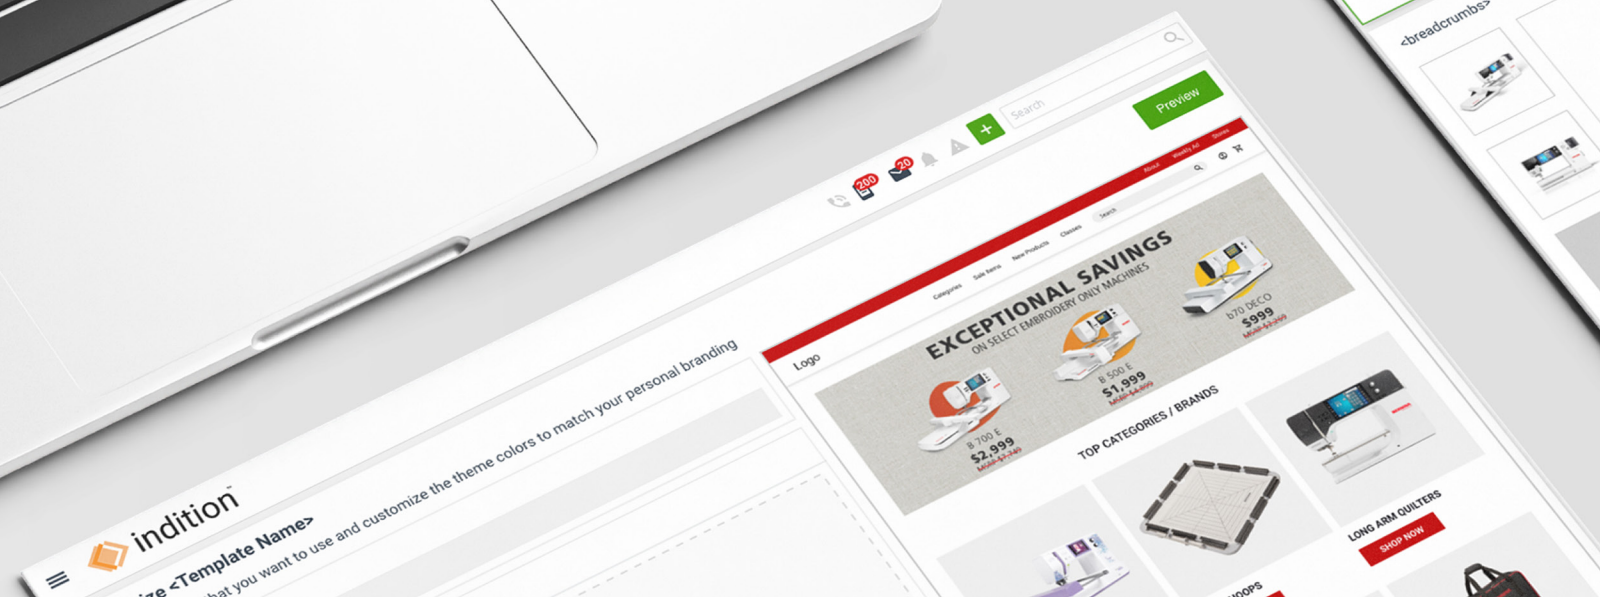 <breadcrumbs>
Search
Preview
200
20
About
Weekly Ad
Stores
Search
Categories
Sale Items
New Products
Classes
Logo
EXCEPTIONAL SAVINGS
ON SELECT EMBROIDERY ONLY MACHINES
B 700 E
$2,999
B 500 E
$1,999
b70 DECO
$999
TOP CATEGORIES / BRANDS
LONG ARM QUILTERS
SHOP NOW
HOOPS
indition™
ize <Template Name>
that you want to use and customize the theme colors to match your personal branding